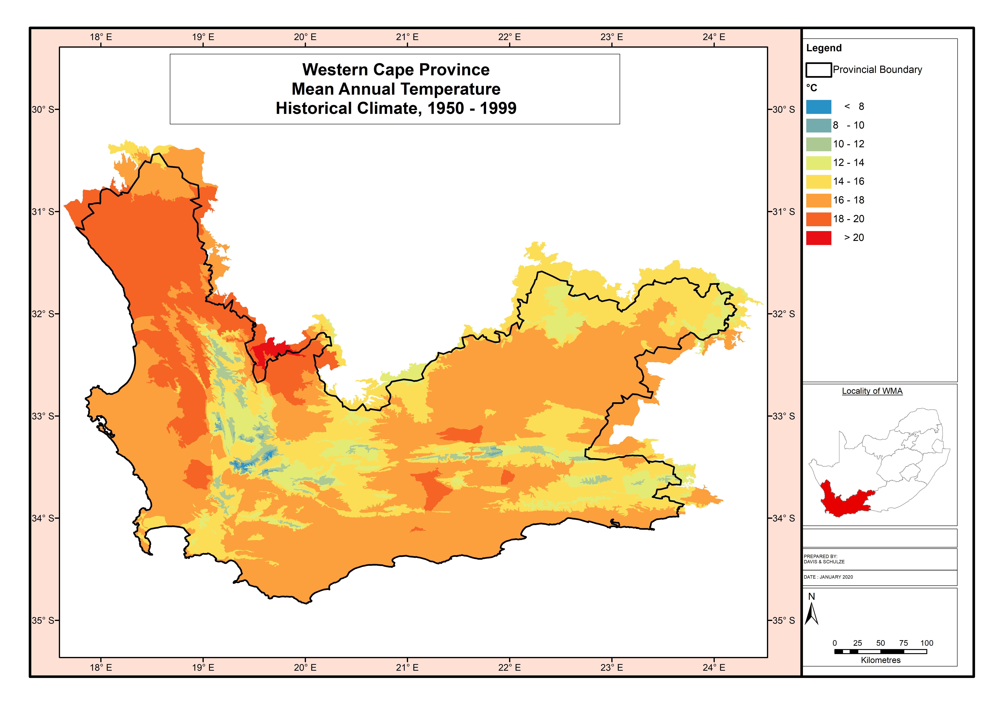 18° E 19° E 20° E 21° E 22° E 23° E 24° E
Western Cape Province
Mean Annual Temperature
Historical Climate, 1950 - 1999
30° S 30° S
31° S 31° S
32° S 32° S
33° S 33° S
34° S 34° S
35° S 35° S
18° E 19° E 20° E 21° E 22° E 23° E 24° E
Legend
Provincial Boundary
°C
< 8
8 - 10
10 - 12
12 - 14
14 - 16
16 - 18
18 - 20
> 20
Locality of WMA
PREPARED BY:
DAVIS & SCHULZE
DATE : JANUARY 2020
N
0 25 50 75 100
Kilometres